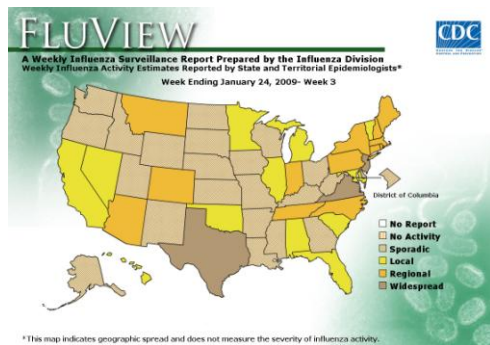 FLUVIEW
CDC
A Weekly Influenza Surveillance Report Prepared by the Influenza Division
Weekly Influenza Activity Estimates Reported by State and Territorial Epidemiologists*
Week Ending January 24, 2009- Week 3
District of Columbia
No Report
No Activity
Sporadic
Local
Regional
Widespread
*This map indicates geographic spread and does not measure the severity of influenza activity.